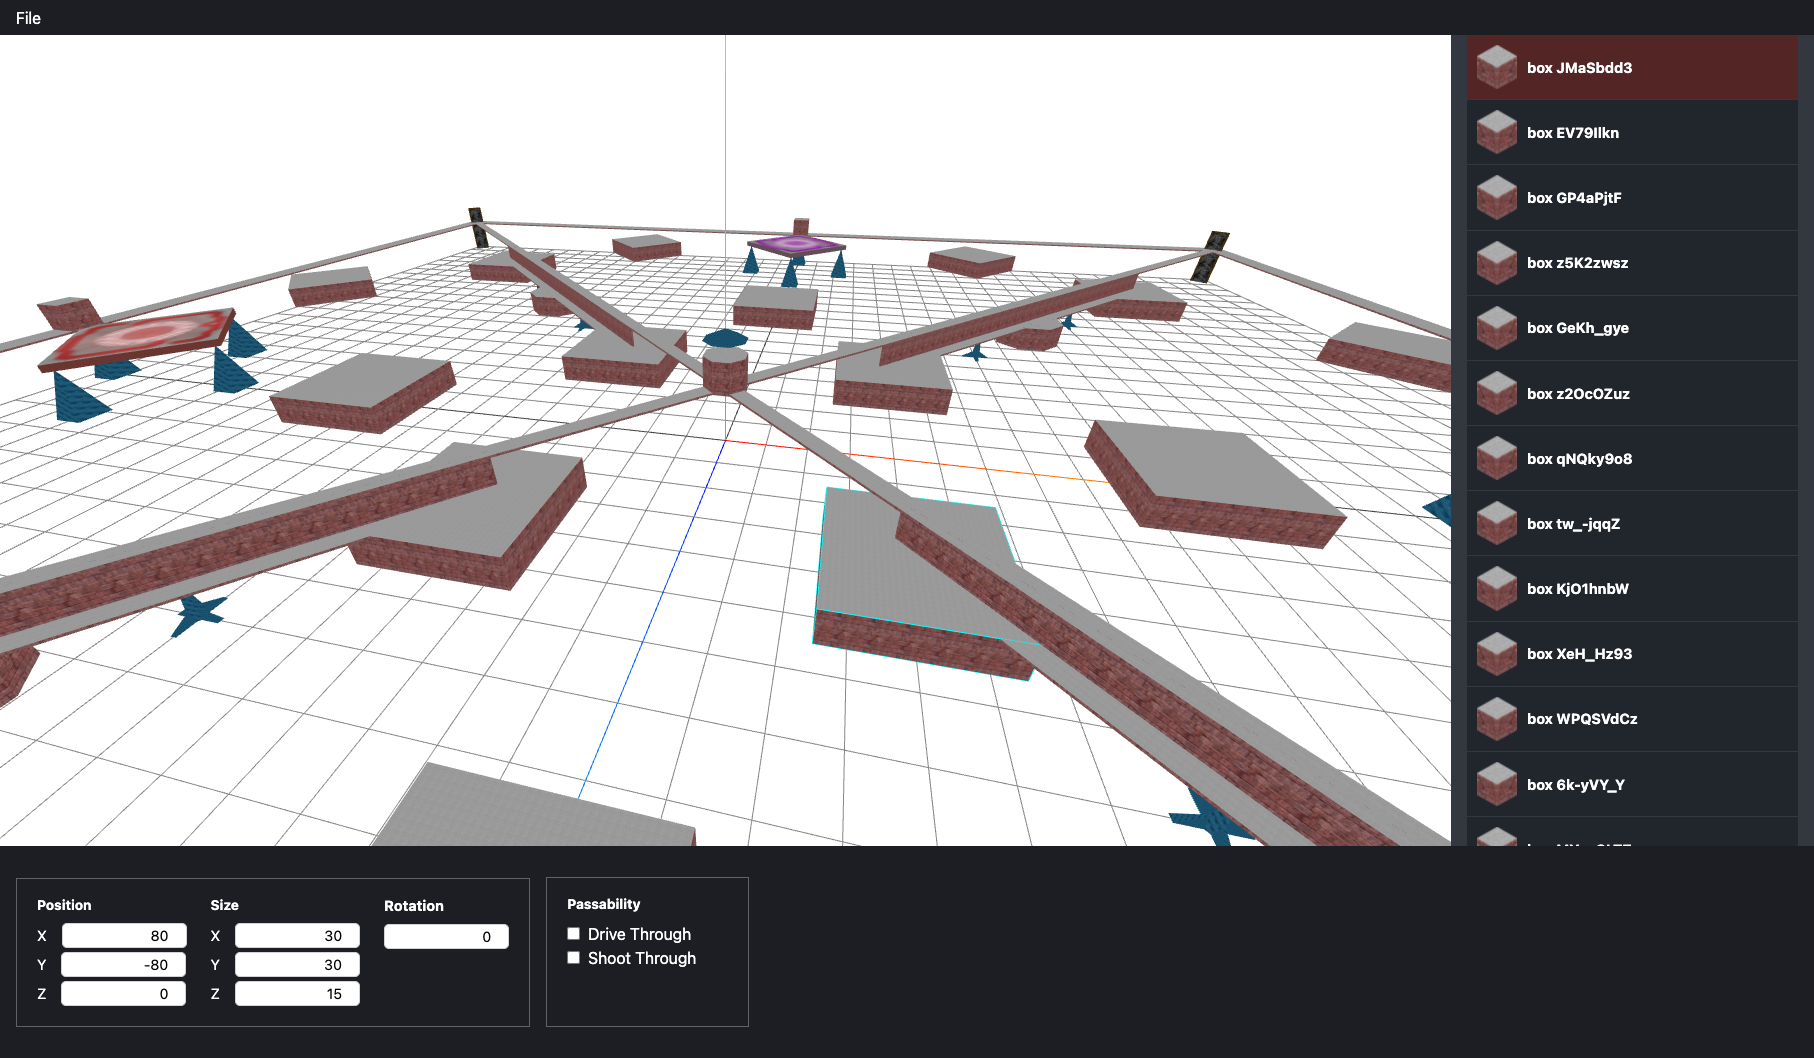 File
box JMaSbdd3
box EV79Ilkn
box GP4aPjtF
box z5K2zwsz
box GeKh_gye
box z2OcOZuz
box qNQky9o8
box tw_-jqqZ
box KjO1hnbW
box XeH_Hz93
box WPQSVdCz
box 6k-yVY_Y
Position
X 80
Y -80
Z 0
Size
X 30
Y 30
Z 15
Rotation
0
Passability
Drive Through
Shoot Through